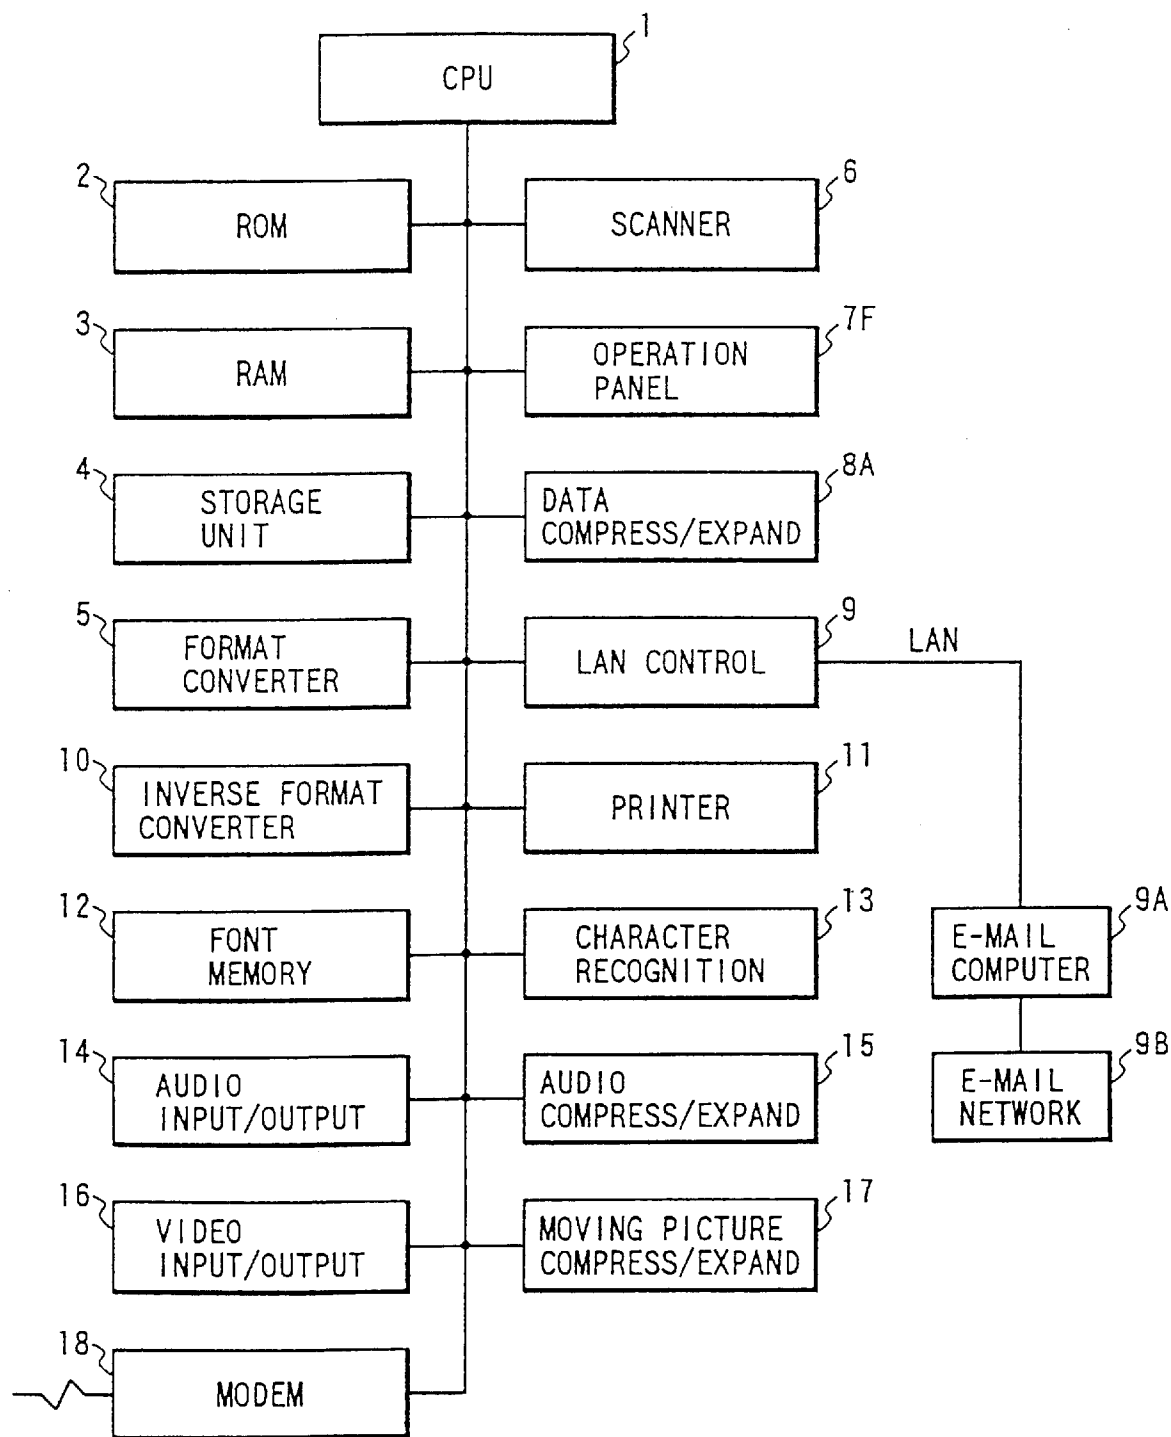 1
CPU
2
ROM
6
SCANNER
3
RAM
7F
OPERATION
PANEL
4
STORAGE
UNIT
8A
DATA
COMPRESS/EXPAND
5
FORMAT
CONVERTER
9
LAN CONTROL
LAN
10
INVERSE FORMAT
CONVERTER
11
PRINTER
12
FONT
MEMORY
13
CHARACTER
RECOGNITION
9A
E-MAIL
COMPUTER
14
AUDIO
INPUT/OUTPUT
15
AUDIO
COMPRESS/EXPAND
9B
E-MAIL
NETWORK
16
VIDEO
INPUT/OUTPUT
17
MOVING PICTURE
COMPRESS/EXPAND
18
MODEM